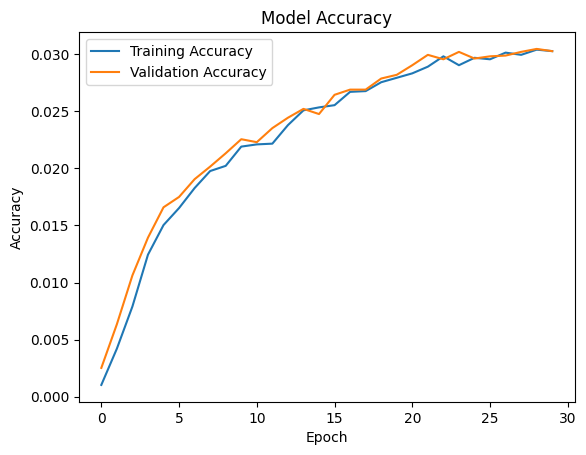 Model Accuracy
Training Accuracy
Validation Accuracy
Accuracy
0.030
0.025
0.020
0.015
0.010
0.005
0.000
0 5 10 15 20 25 30
Epoch